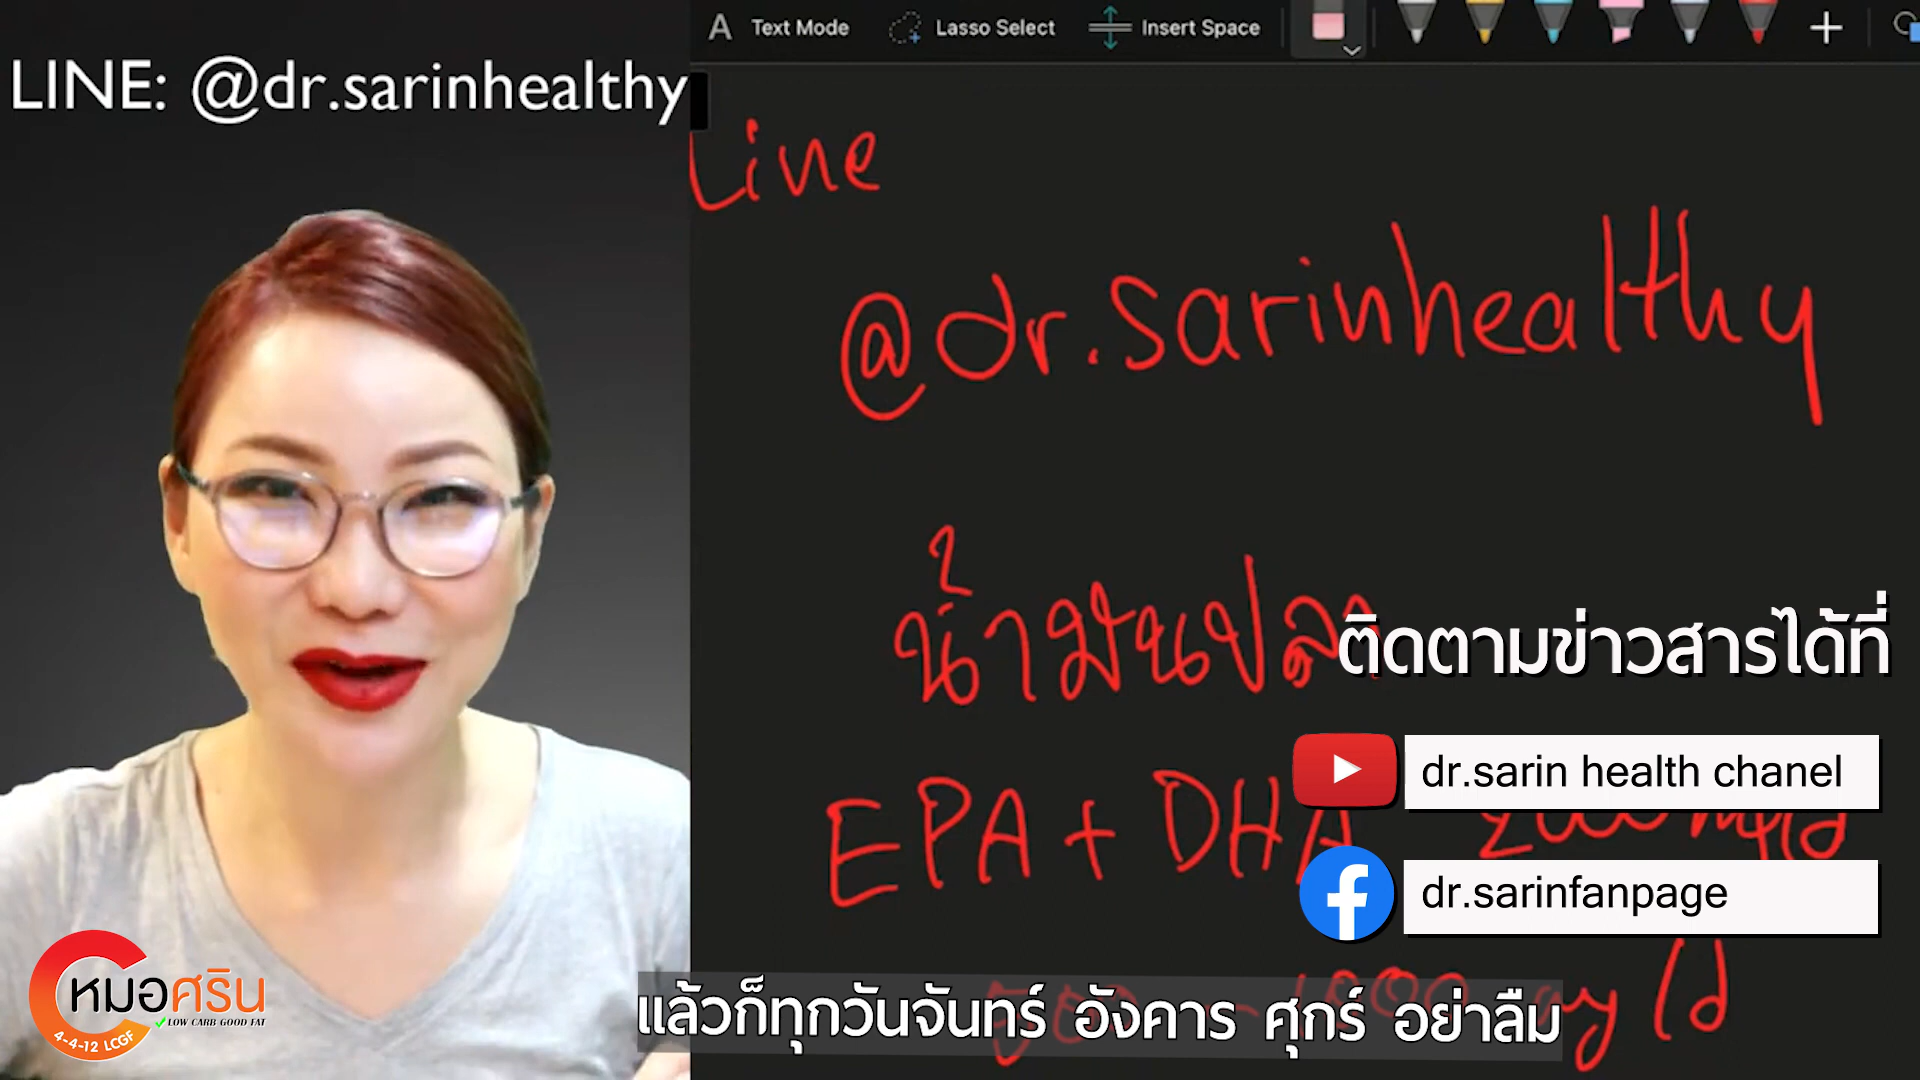 A Text Mode Lasso Select Insert Space
LINE: @dr.sarinhealthy
Line
@dr.sarinhealthy
น้ำมันปลา
ติดตามข่าวสารได้ที่
dr.sarin health chanel
EPA + DHA
dr.sarinfanpage
หมอศริน
LOW CARB GOOD FAT
4-4-12 LCGF
แล้วก็ทุกวันจันทร์ อังคาร ศุกร์ อย่าลืม